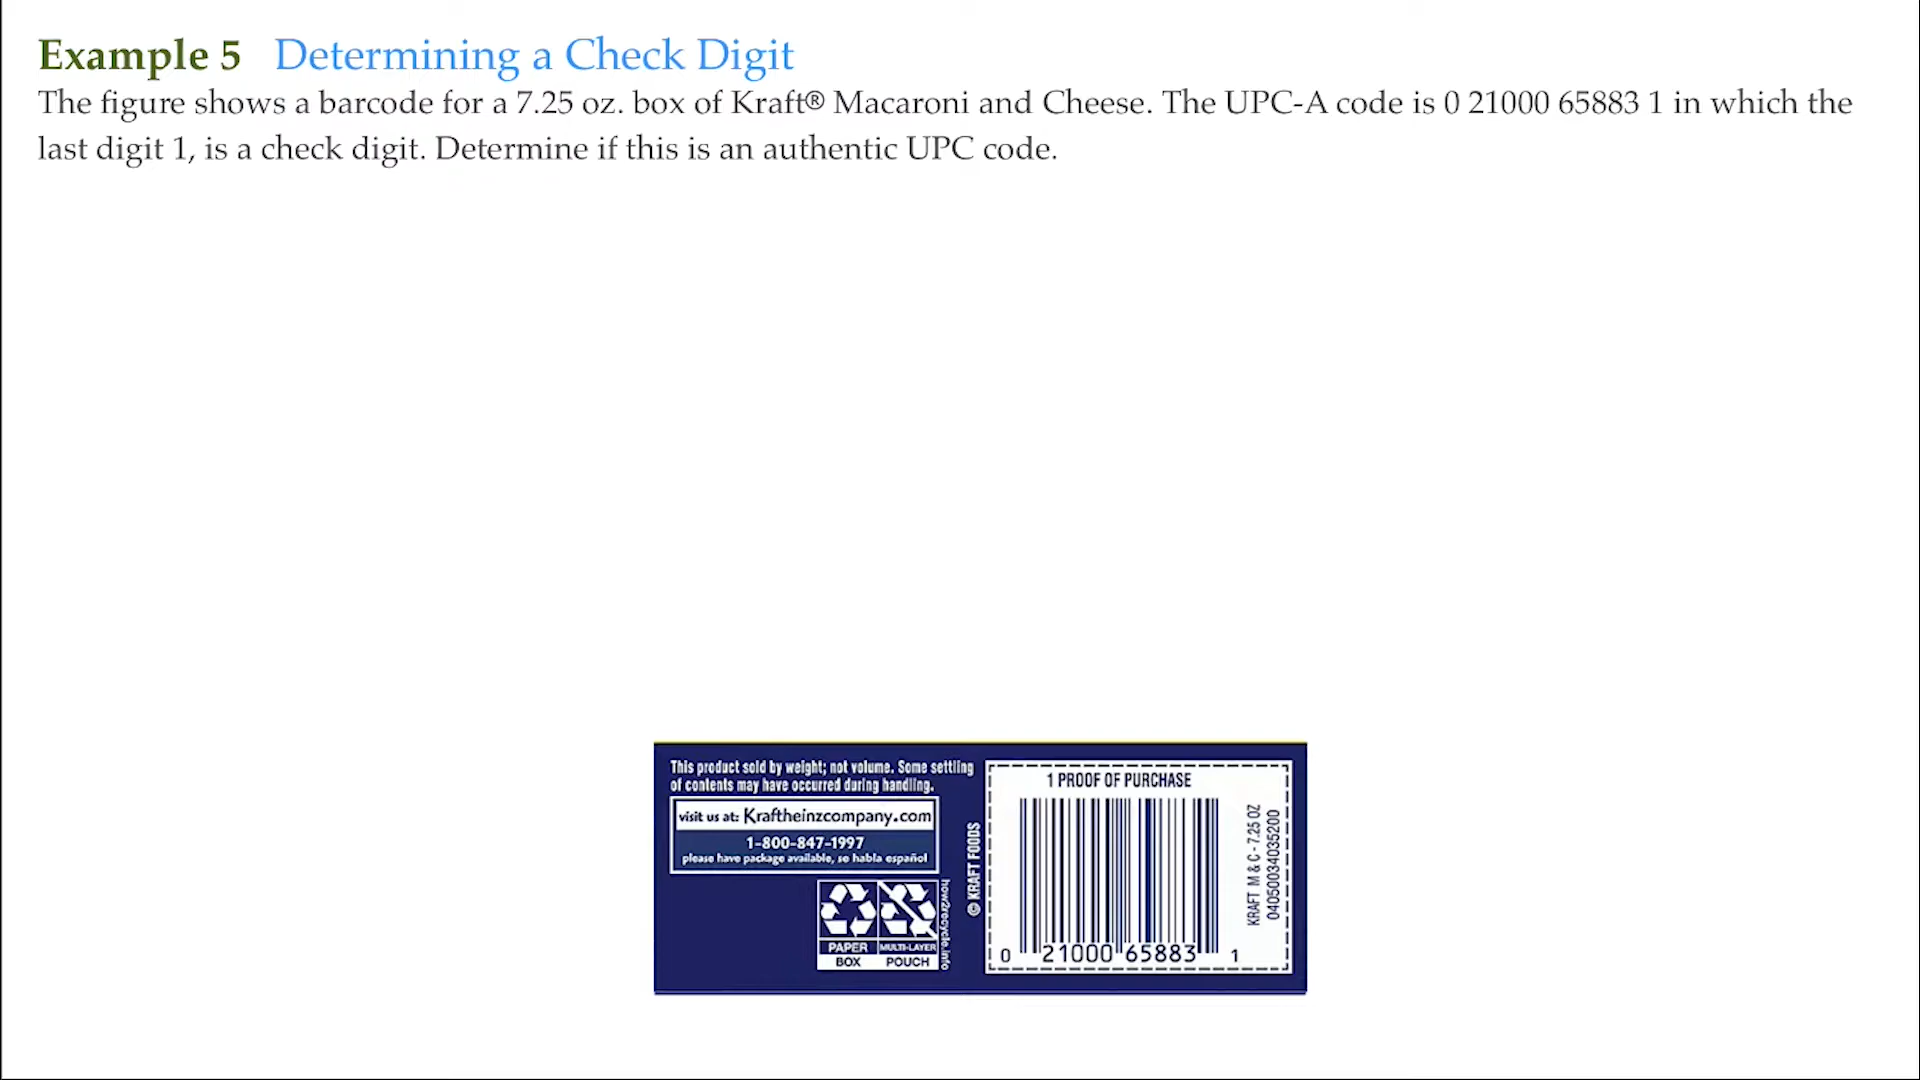 Example 5 Determining a Check Digit
The figure shows a barcode for a 7.25 oz. box of Kraft® Macaroni and Cheese. The UPC-A code is 0 21000 65883 1 in which the
last digit 1, is a check digit. Determine if this is an authentic UPC code.
This product sold by weight; not volume. Some settling
of contents may have occurred during handling.
visit us at: Kraftheinzcompany.com
1-800-847-1997
please have package available, se habla español
PAPER
BOX
MULTI-LAYER
POUCH
how2recycle.info
© KRAFT FOODS
1 PROOF OF PURCHASE
0 21000 65883 1
KRAFT M & C - 7.25 OZ
04050034035200